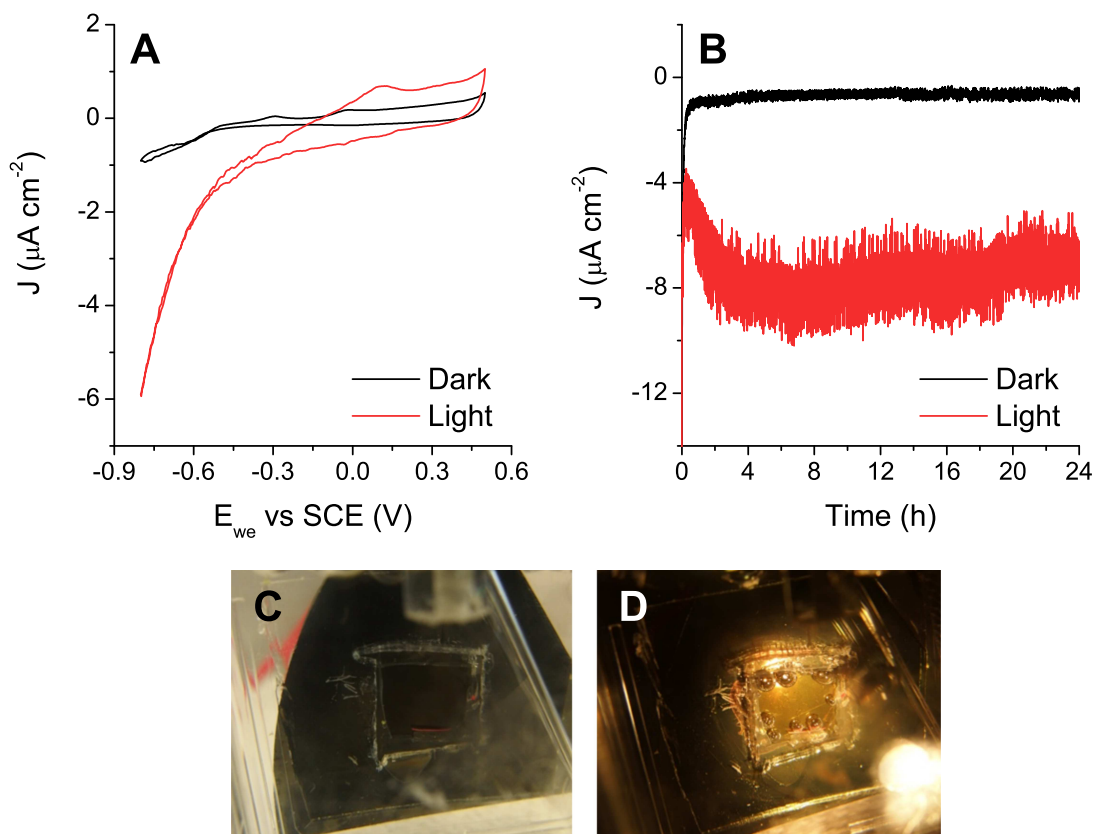 A
2
0
-2
-4
-6
J (μA cm-2)
-0.9
-0.6
-0.3
0.0
0.3
0.6
Ewe vs SCE (V)
Dark
Light
B
0
-4
-8
-12
J (μA cm-2)
0
4
8
12
16
20
24
Time (h)
Dark
Light
C
D